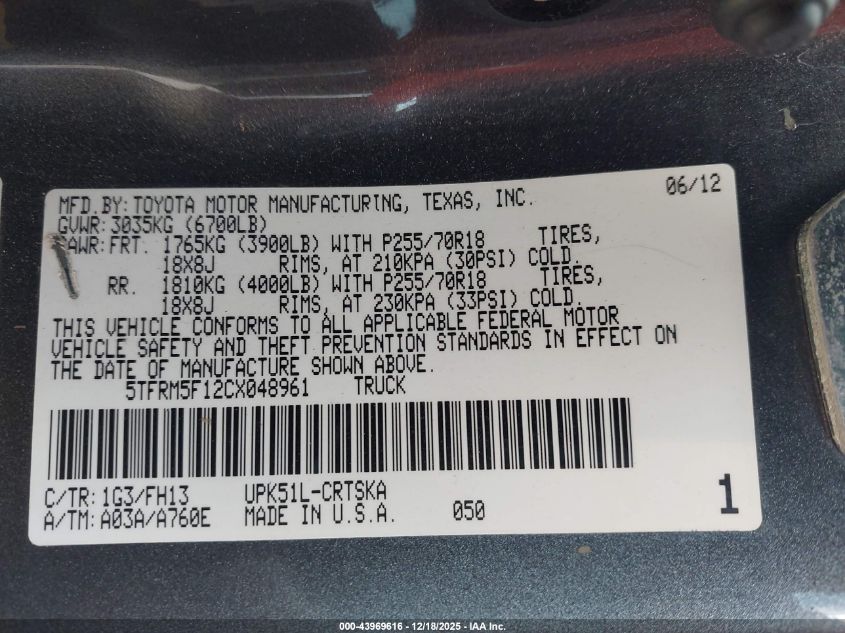 MFD.BY: TOYOTA MOTOR MANUFACTURING, TEXAS, INC. 06/12
GVWR: 3035KG (6700LB)
GAWR: FRT. 1765KG (3900LB) WITH P255/70R18 TIRES,
18X8J RIMS, AT 210KPA (30PSI) COLD.
RR. 1810KG (4000LB) WITH P255/70R18 TIRES,
18X8J RIMS, AT 230KPA (33PSI) COLD.
THIS VEHICLE CONFORMS TO ALL APPLICABLE FEDERAL MOTOR
VEHICLE SAFETY AND THEFT PREVENTION STANDARDS IN EFFECT ON
THE DATE OF MANUFACTURE SHOWN ABOVE.
5TFRM5F12CX048961 TRUCK
C/TR: 1G3/FH13 UPK51L-CRTSKA
A/TM: A03A/A760E MADE IN U.S.A. 050 1
000-43969616 - 12/18/2025 - IAA Inc.